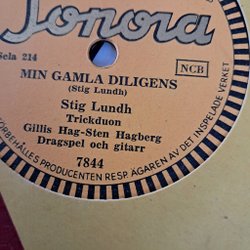 Sonora
Sela 214
MIN GAMLA DILIGENS
(Stig Lundh)
NCB
Stig Lundh
Trickduon
Gillis Hag-Sten Hagberg
Dragspel och gitarr
7844
FÖRBEHÅLLES PRODUCENTEN RESP. ÄGAREN AV DET INSPELADE VERKET